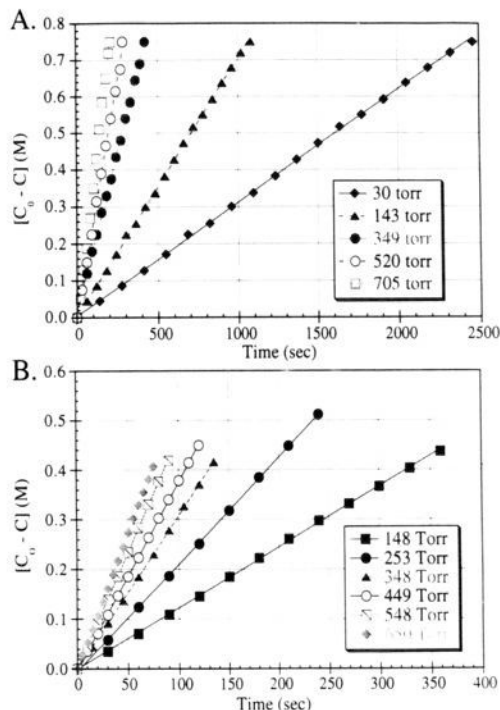 A.
[C₀ - C] (M)
0.8
0.7
0.6
0.5
0.4
0.3
0.2
0.1
0.0
30 torr
143 torr
349 torr
520 torr
705 torr
0 500 1000 1500 2000 2500
Time (sec)
B.
[C₀ - C] (M)
0.6
0.5
0.4
0.3
0.2
0.1
0.0
148 Torr
253 Torr
348 Torr
449 Torr
548 Torr
0 50 100 150 200 250 300 350 400
Time (sec)